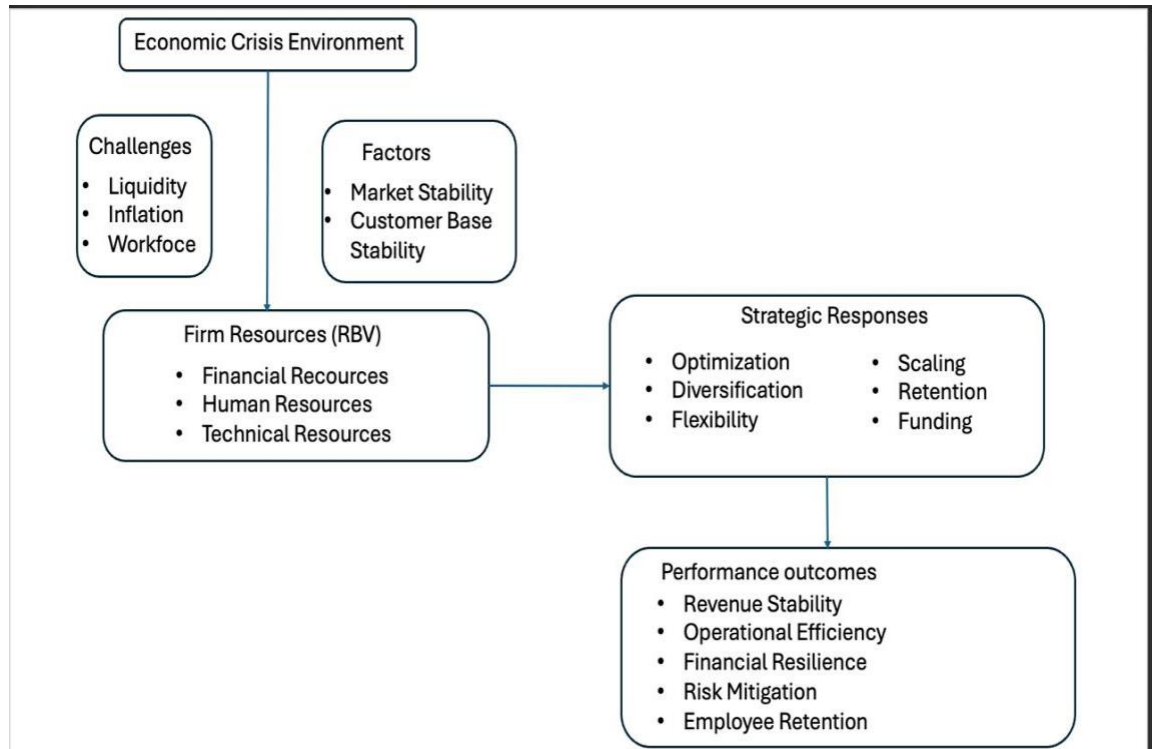 Economic Crisis Environment
Challenges
• Liquidity
• Inflation
• Workfoce
Factors
• Market Stability
• Customer Base
Stability
Firm Resources (RBV)
• Financial Recources
• Human Resources
• Technical Resources
Strategic Responses
• Optimization
• Diversification
• Flexibility
• Scaling
• Retention
• Funding
Performance outcomes
• Revenue Stability
• Operational Efficiency
• Financial Resilience
• Risk Mitigation
• Employee Retention